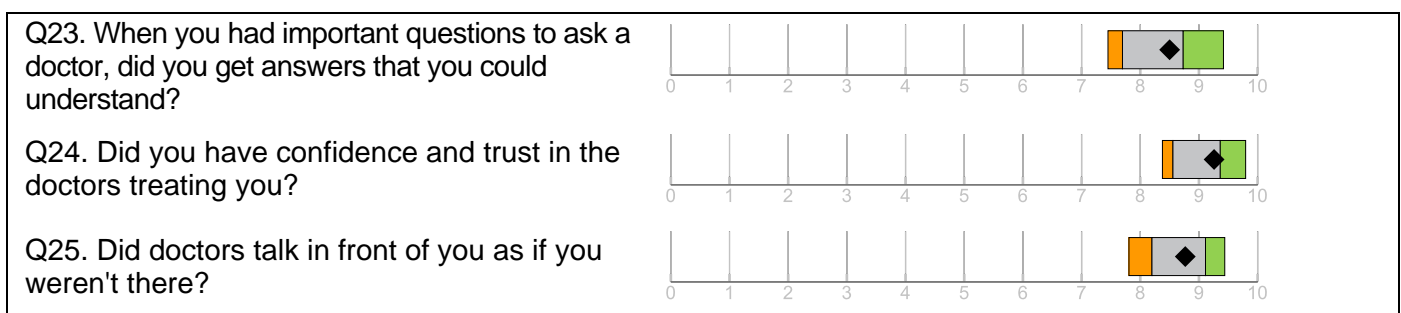 Q23. When you had important questions to ask a
doctor, did you get answers that you could
understand?
0 1 2 3 4 5 6 7 8 9 10
Q24. Did you have confidence and trust in the
doctors treating you?
0 1 2 3 4 5 6 7 8 9 10
Q25. Did doctors talk in front of you as if you
weren't there?
0 1 2 3 4 5 6 7 8 9 10